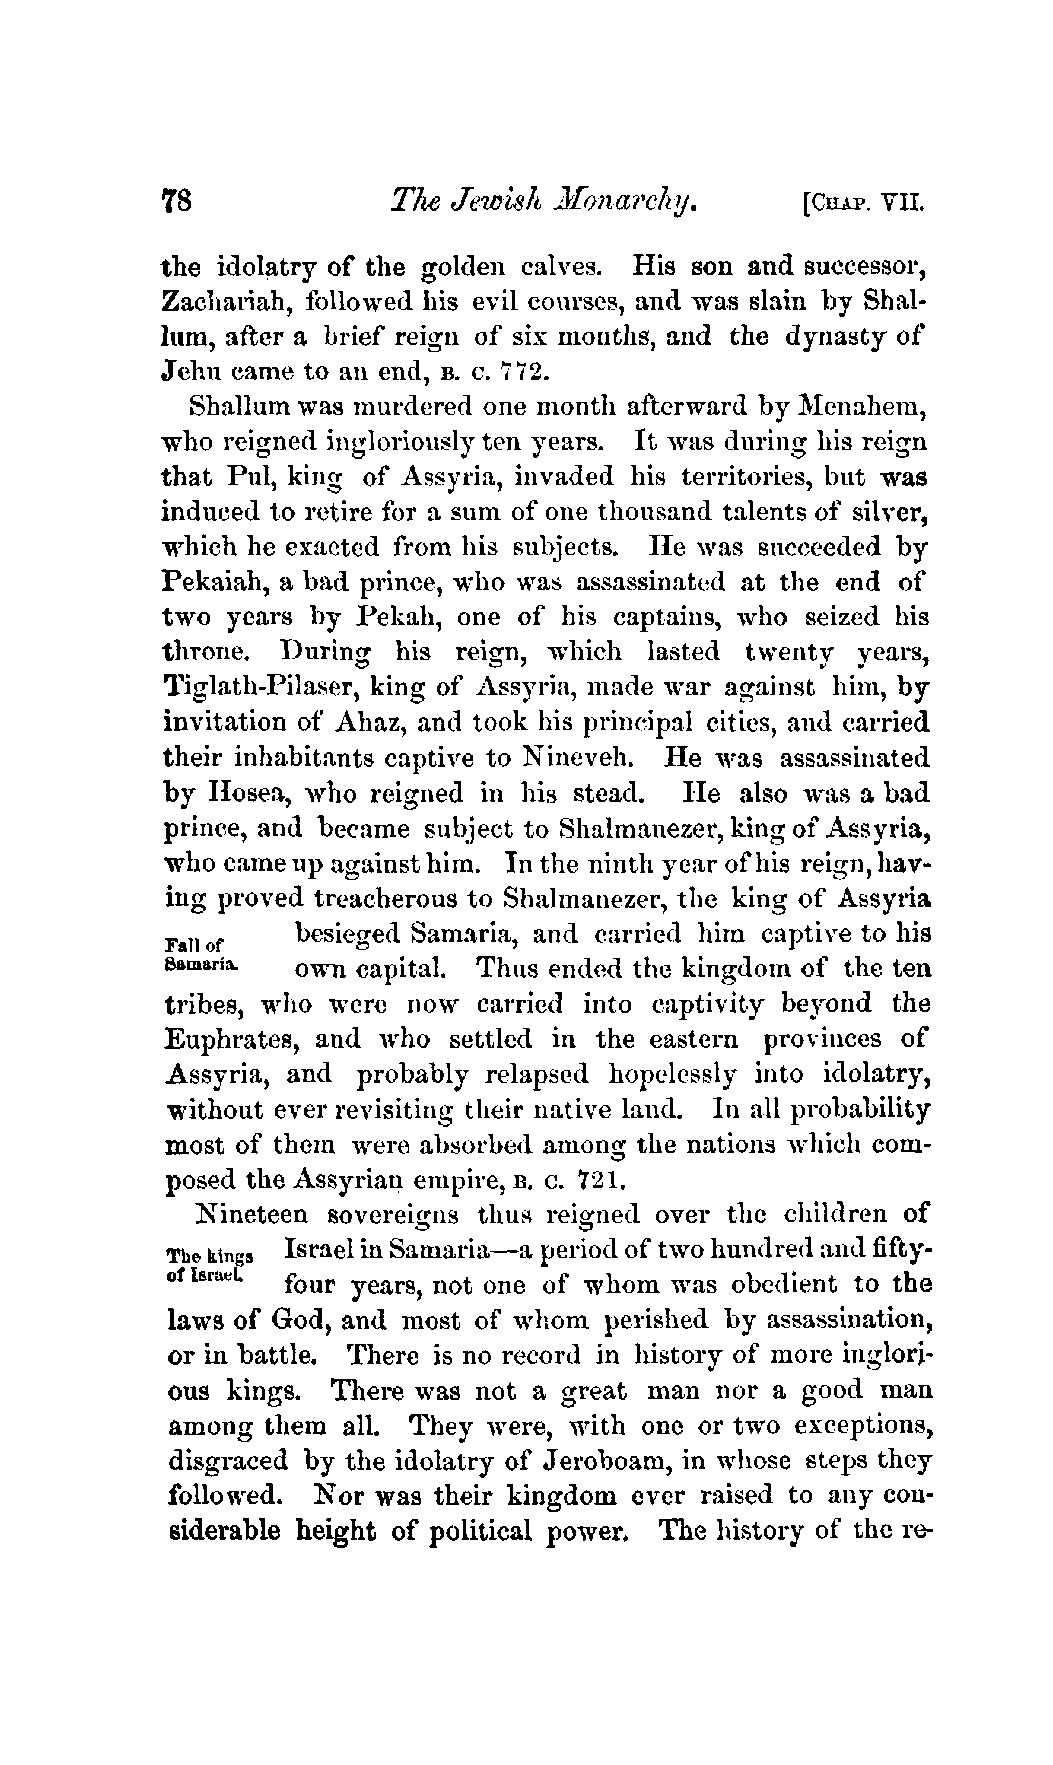 78 The Jewish Monarchy. [CHAP. VII.
the idolatry of the golden calves. His son and successor,
Zachariah, followed his evil courses, and was slain by Shal-
lum, after a brief reign of six months, and the dynasty of
Jehu came to an end, B. C. 772.
Shallum was murdered one month afterward by Menahem,
who reigned ingloriously ten years. It was during his reign
that Pul, king of Assyria, invaded his territories, but was
induced to retire for a sum of one thousand talents of silver,
which he exacted from his subjects. He was succeeded by
Pekaiah, a bad prince, who was assassinated at the end of
two years by Pekah, one of his captains, who seized his
throne. During his reign, which lasted twenty years,
Tiglath-Pilaser, king of Assyria, made war against him, by
invitation of Ahaz, and took his principal cities, and carried
their inhabitants captive to Nineveh. He was assassinated
by Hosea, who reigned in his stead. He also was a bad
prince, and became subject to Shalmanezer, king of Assyria,
who came up against him. In the ninth year of his reign, hav-
ing proved treacherous to Shalmanezer, the king of Assyria
Fall of
Samaria.
besieged Samaria, and carried him captive to his
own capital. Thus ended the kingdom of the ten
tribes, who were now carried into captivity beyond the
Euphrates, and who settled in the eastern provinces of
Assyria, and probably relapsed hopelessly into idolatry,
without ever revisiting their native land. In all probability
most of them were absorbed among the nations which com-
posed the Assyrian empire, B. C. 721.
Nineteen sovereigns thus reigned over the children of
The kings
of Israel.
Israel in Samaria—a period of two hundred and fifty-
four years, not one of whom was obedient to the
laws of God, and most of whom perished by assassination,
or in battle. There is no record in history of more inglori-
ous kings. There was not a great man nor a good man
among them all. They were, with one or two exceptions,
disgraced by the idolatry of Jeroboam, in whose steps they
followed. Nor was their kingdom ever raised to any con-
siderable height of political power. The history of the re-